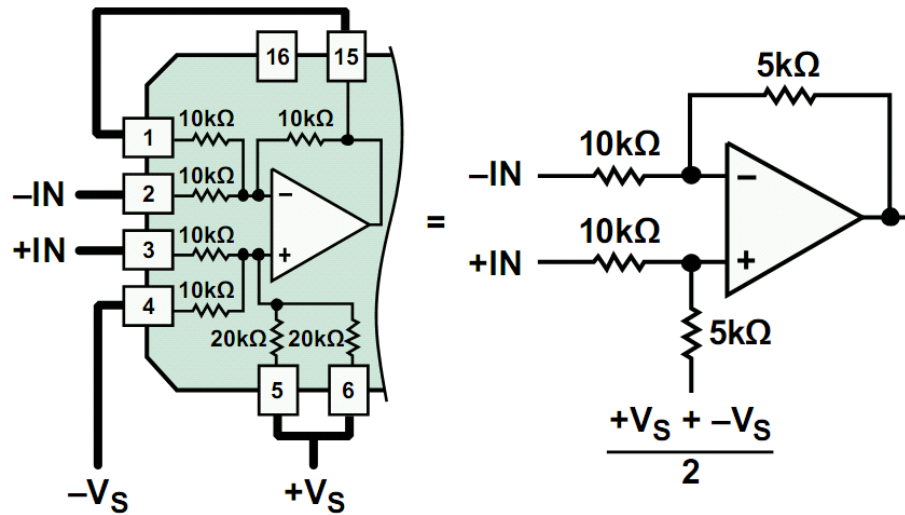 16
15
5kΩ
10kΩ
10kΩ
1
10kΩ
10kΩ
–IN
2
–
–IN
–
=
10kΩ
10kΩ
+IN
3
+
+IN
+
10kΩ
4
5kΩ
20kΩ
20kΩ
5
6
+VS + –VS
2
–VS
+VS